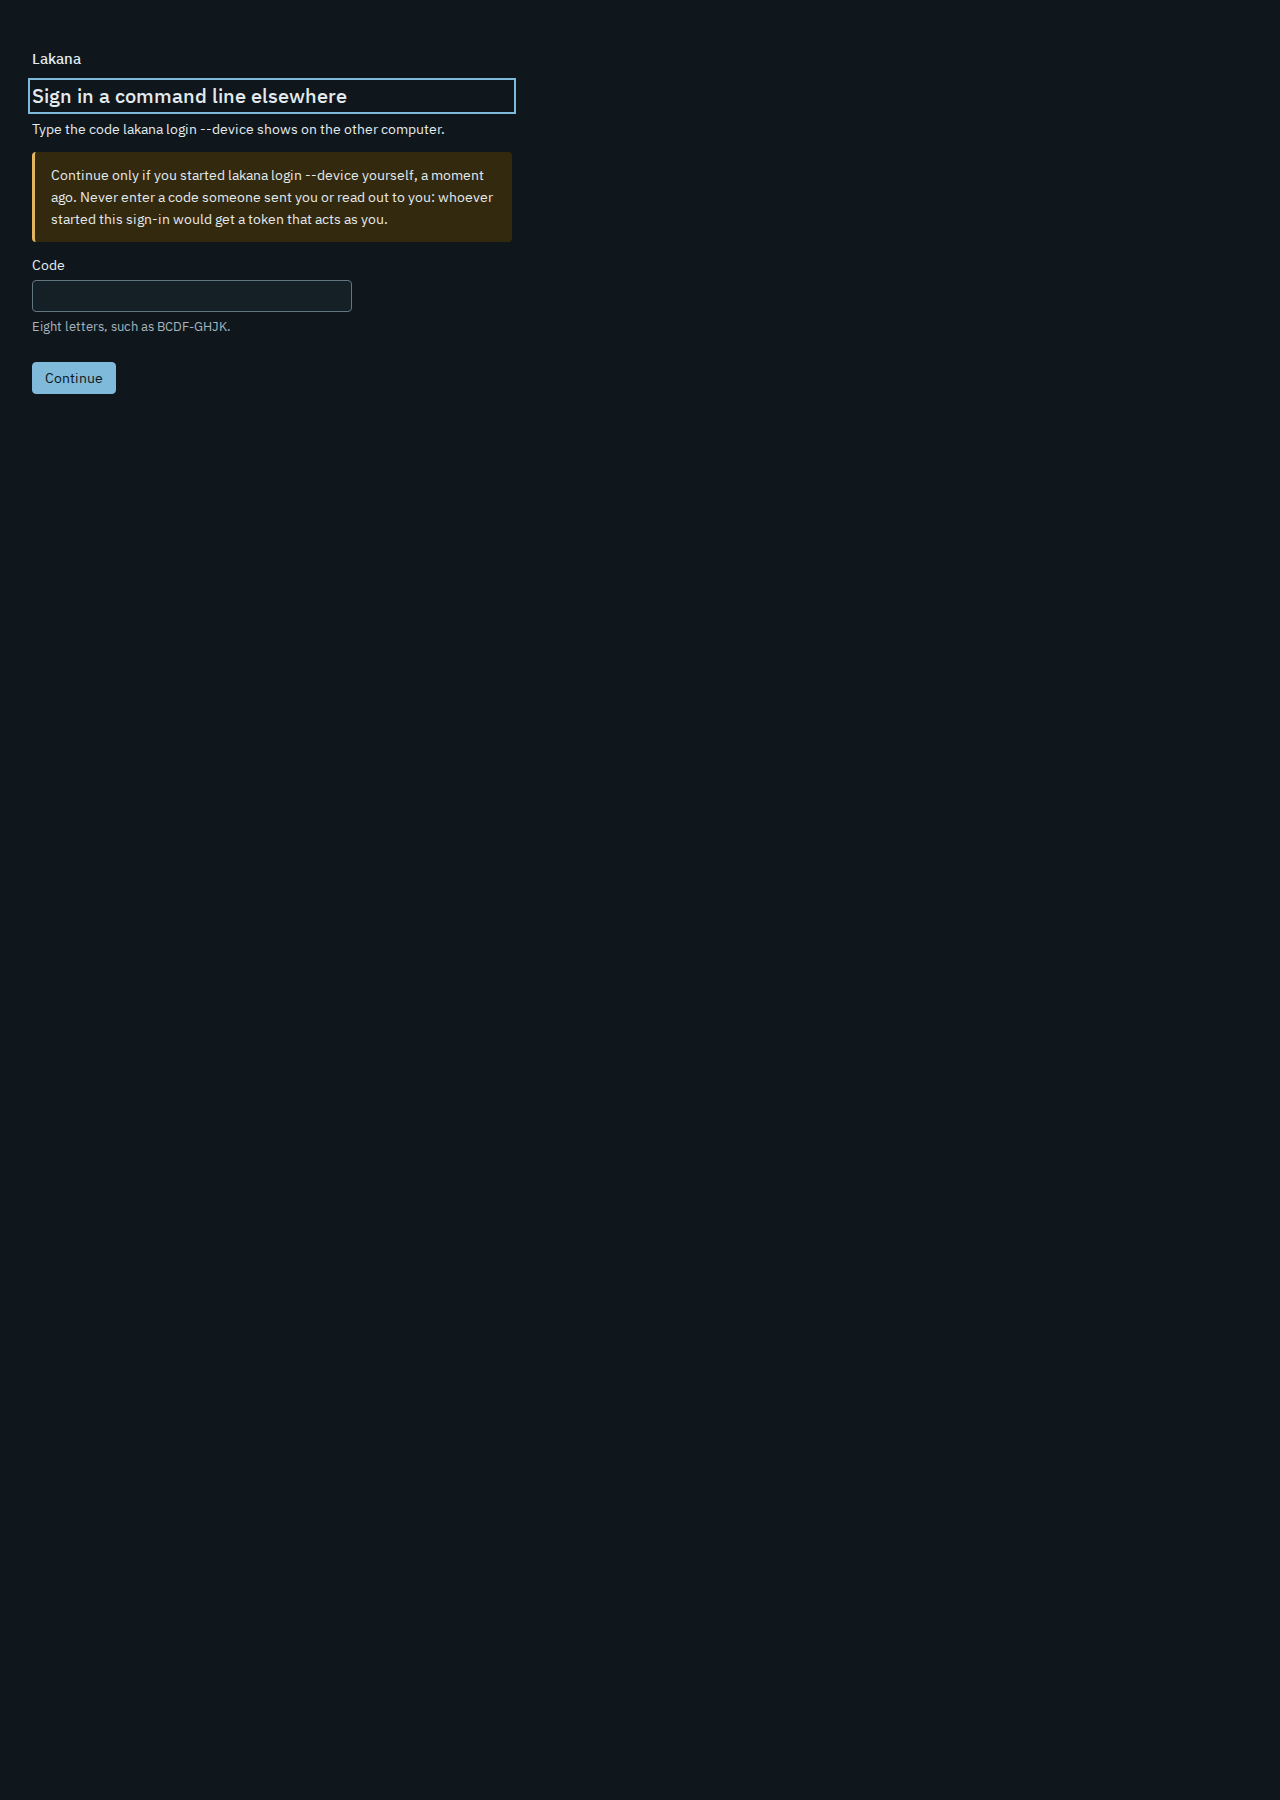 Lakana
Sign in a command line elsewhere
Type the code lakana login --device shows on the other computer.
Continue only if you started lakana login --device yourself, a moment
ago. Never enter a code someone sent you or read out to you: whoever
started this sign-in would get a token that acts as you.
Code
Eight letters, such as BCDF-GHJK.
Continue